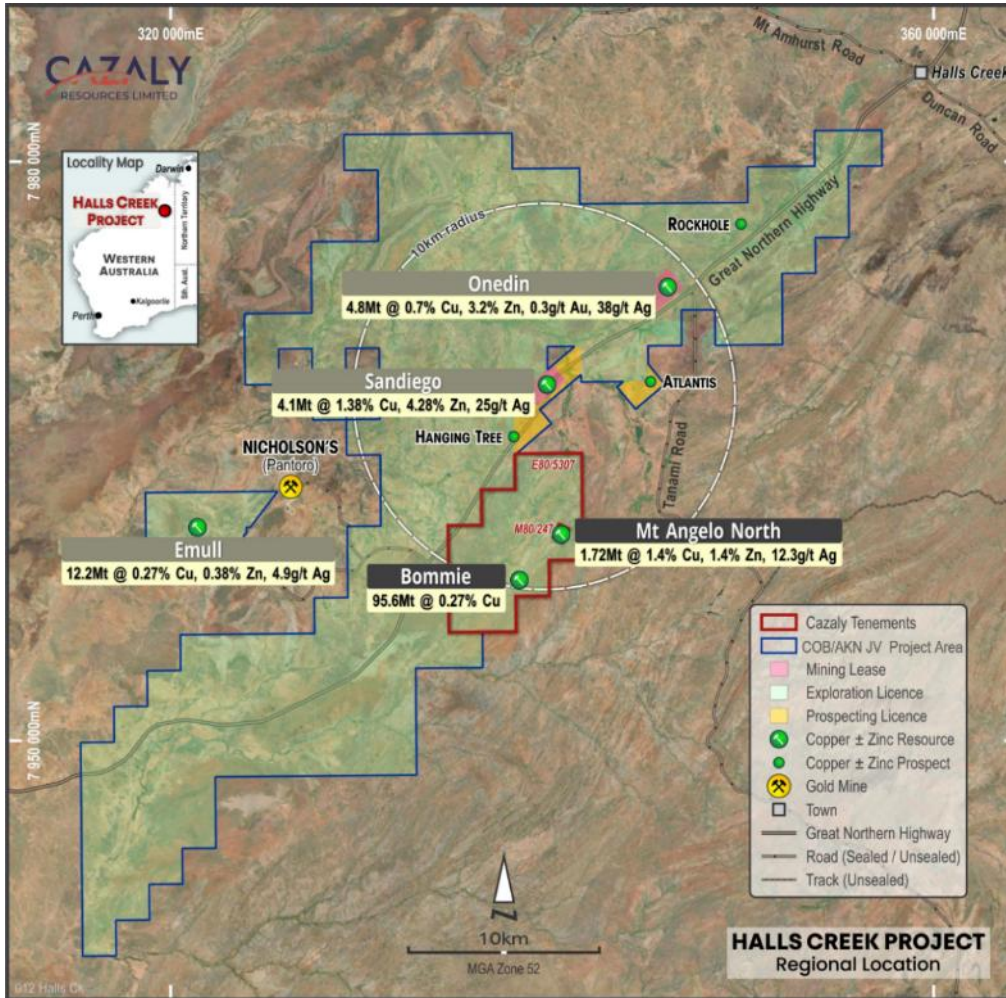 320 000mE
360 000mE
Mt Amhurst Road
Halls Creek
Duncan Road
CAZALY
RESOURCES LIMITED
7 980 000mN
Locality Map
Darwin
HALLS CREEK
PROJECT
Northern Territory
WESTERN
AUSTRALIA
Sth. Aust.
Kalgoorlie
Perth
10km-radius
ROCKHOLE
Great Northern Highway
Onedin
4.8Mt @ 0.7% Cu, 3.2% Zn, 0.3g/t Au, 38g/t Ag
Sandiego
4.1Mt @ 1.38% Cu, 4.28% Zn, 25g/t Ag
ATLANTIS
HANGING TREE
Tanami Road
NICHOLSON'S
(Pantoro)
E80/5307
M80/247
Mt Angelo North
1.72Mt @ 1.4% Cu, 1.4% Zn, 12.3g/t Ag
Emull
12.2Mt @ 0.27% Cu, 0.38% Zn, 4.9g/t Ag
Bommie
95.6Mt @ 0.27% Cu
7 950 000mN
Cazaly Tenements
COB/AKN JV Project Area
Mining Lease
Exploration Licence
Prospecting Licence
Copper ± Zinc Resource
Copper ± Zinc Prospect
Gold Mine
Town
Great Northern Highway
Road (Sealed / Unsealed)
Track (Unsealed)
N
10km
MGA Zone 52
HALLS CREEK PROJECT
Regional Location